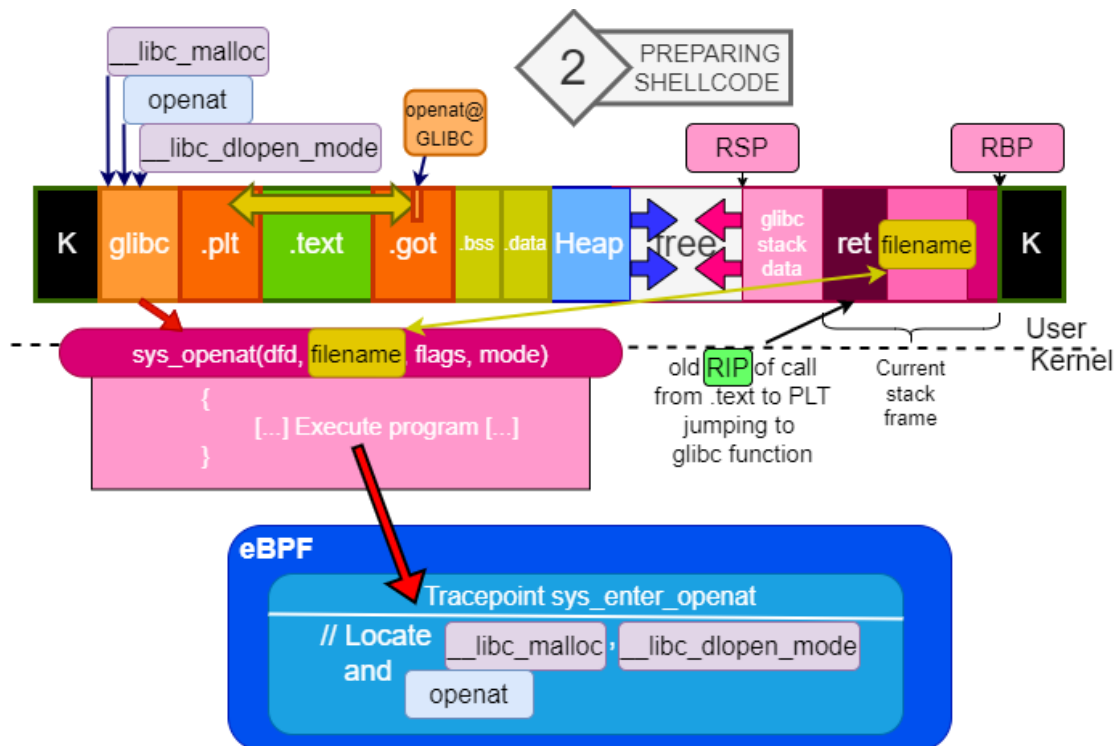 __libc_malloc
openat
__libc_dlopen_mode
openat@
GLIBC
2
PREPARING
SHELLCODE
RSP
RBP
K
glibc
.plt
.text
.got
.bss
.data
Heap
free
glibc
stack
data
ret
filename
K
User
Kernel
sys_openat(dfd, filename, flags, mode)
{
[...] Execute program [...]
}
old RIP of call
from .text to PLT
jumping to
glibc function
Current
stack
frame
eBPF
Tracepoint sys_enter_openat
// Locate __libc_malloc , __libc_dlopen_mode
and openat